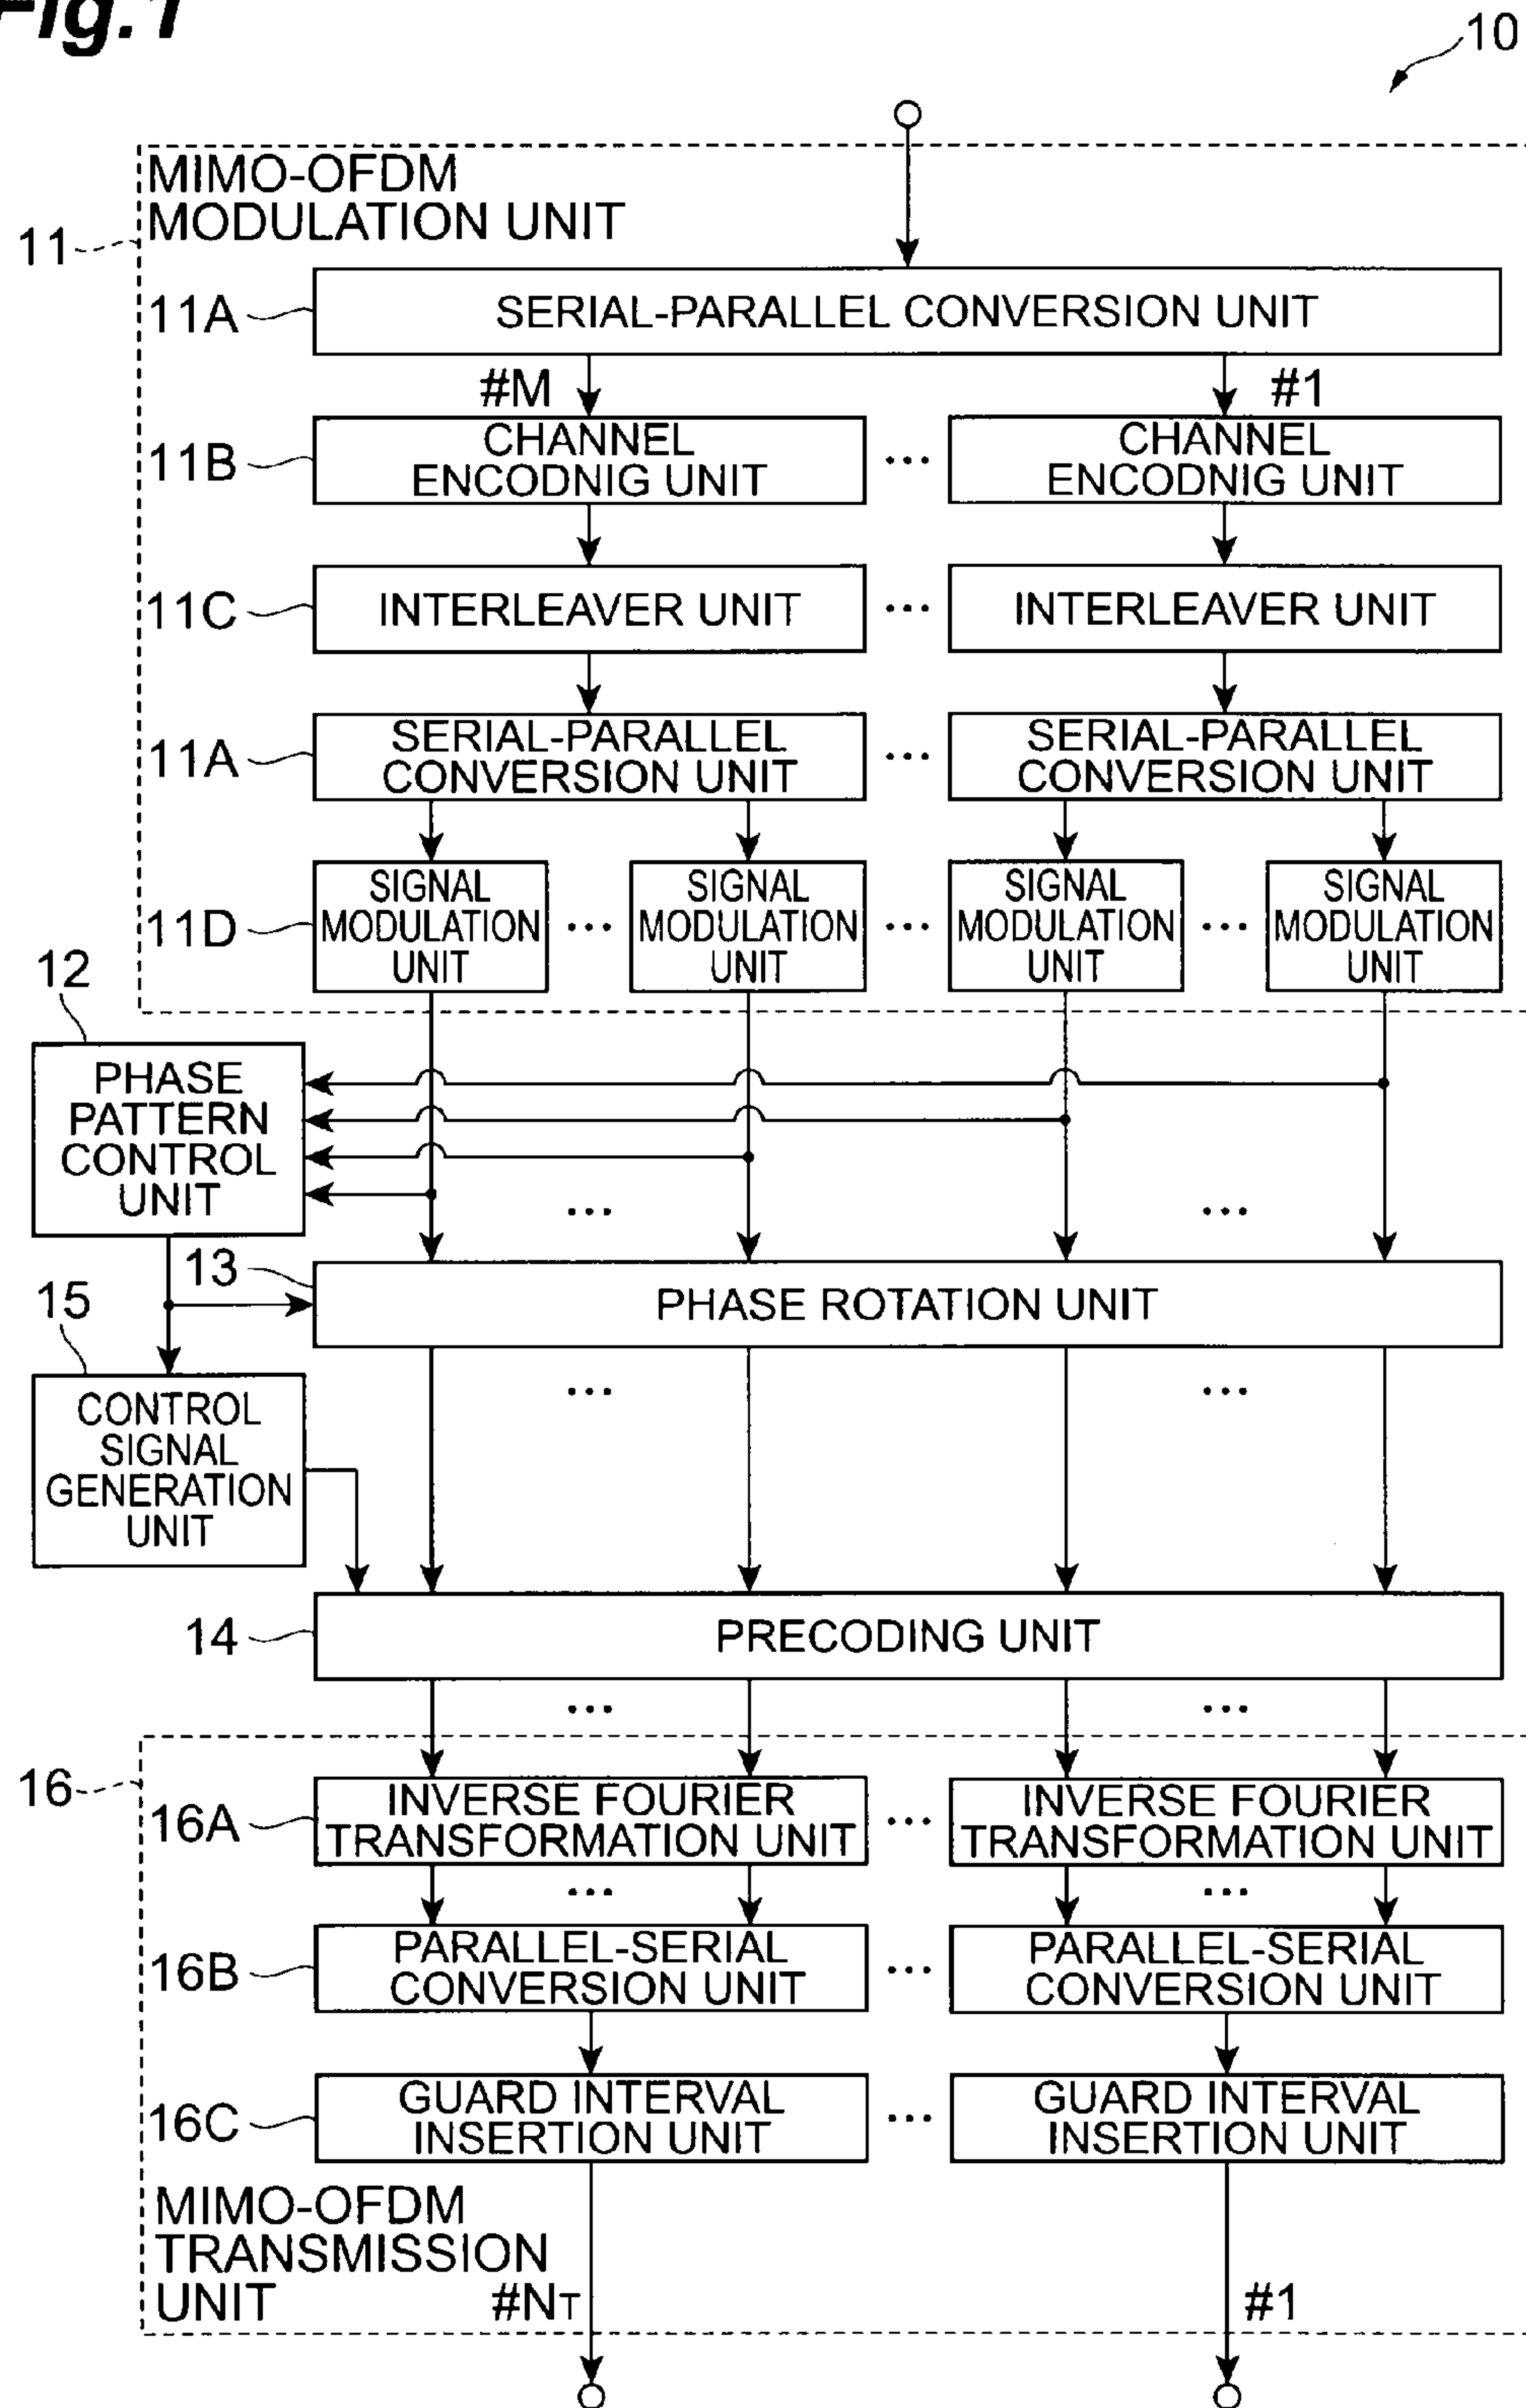 Fig.1
10
MIMO-OFDM
MODULATION UNIT
11
11A
SERIAL-PARALLEL CONVERSION UNIT
#M
#1
11B
CHANNEL
ENCODNIG UNIT
...
CHANNEL
ENCODNIG UNIT
11C
INTERLEAVER UNIT
...
INTERLEAVER UNIT
11A
SERIAL-PARALLEL
CONVERSION UNIT
...
SERIAL-PARALLEL
CONVERSION UNIT
11D
SIGNAL
MODULATION
UNIT
...
SIGNAL
MODULATION
UNIT
...
SIGNAL
MODULATION
UNIT
...
SIGNAL
MODULATION
UNIT
12
PHASE
PATTERN
CONTROL
UNIT
...
...
13
PHASE ROTATION UNIT
15
CONTROL
SIGNAL
GENERATION
UNIT
...
...
14
PRECODING UNIT
...
...
16
16A
INVERSE FOURIER
TRANSFORMATION UNIT
...
INVERSE FOURIER
TRANSFORMATION UNIT
...
...
16B
PARALLEL-SERIAL
CONVERSION UNIT
...
PARALLEL-SERIAL
CONVERSION UNIT
16C
GUARD INTERVAL
INSERTION UNIT
...
GUARD INTERVAL
INSERTION UNIT
MIMO-OFDM
TRANSMISSION
UNIT
#NT
#1